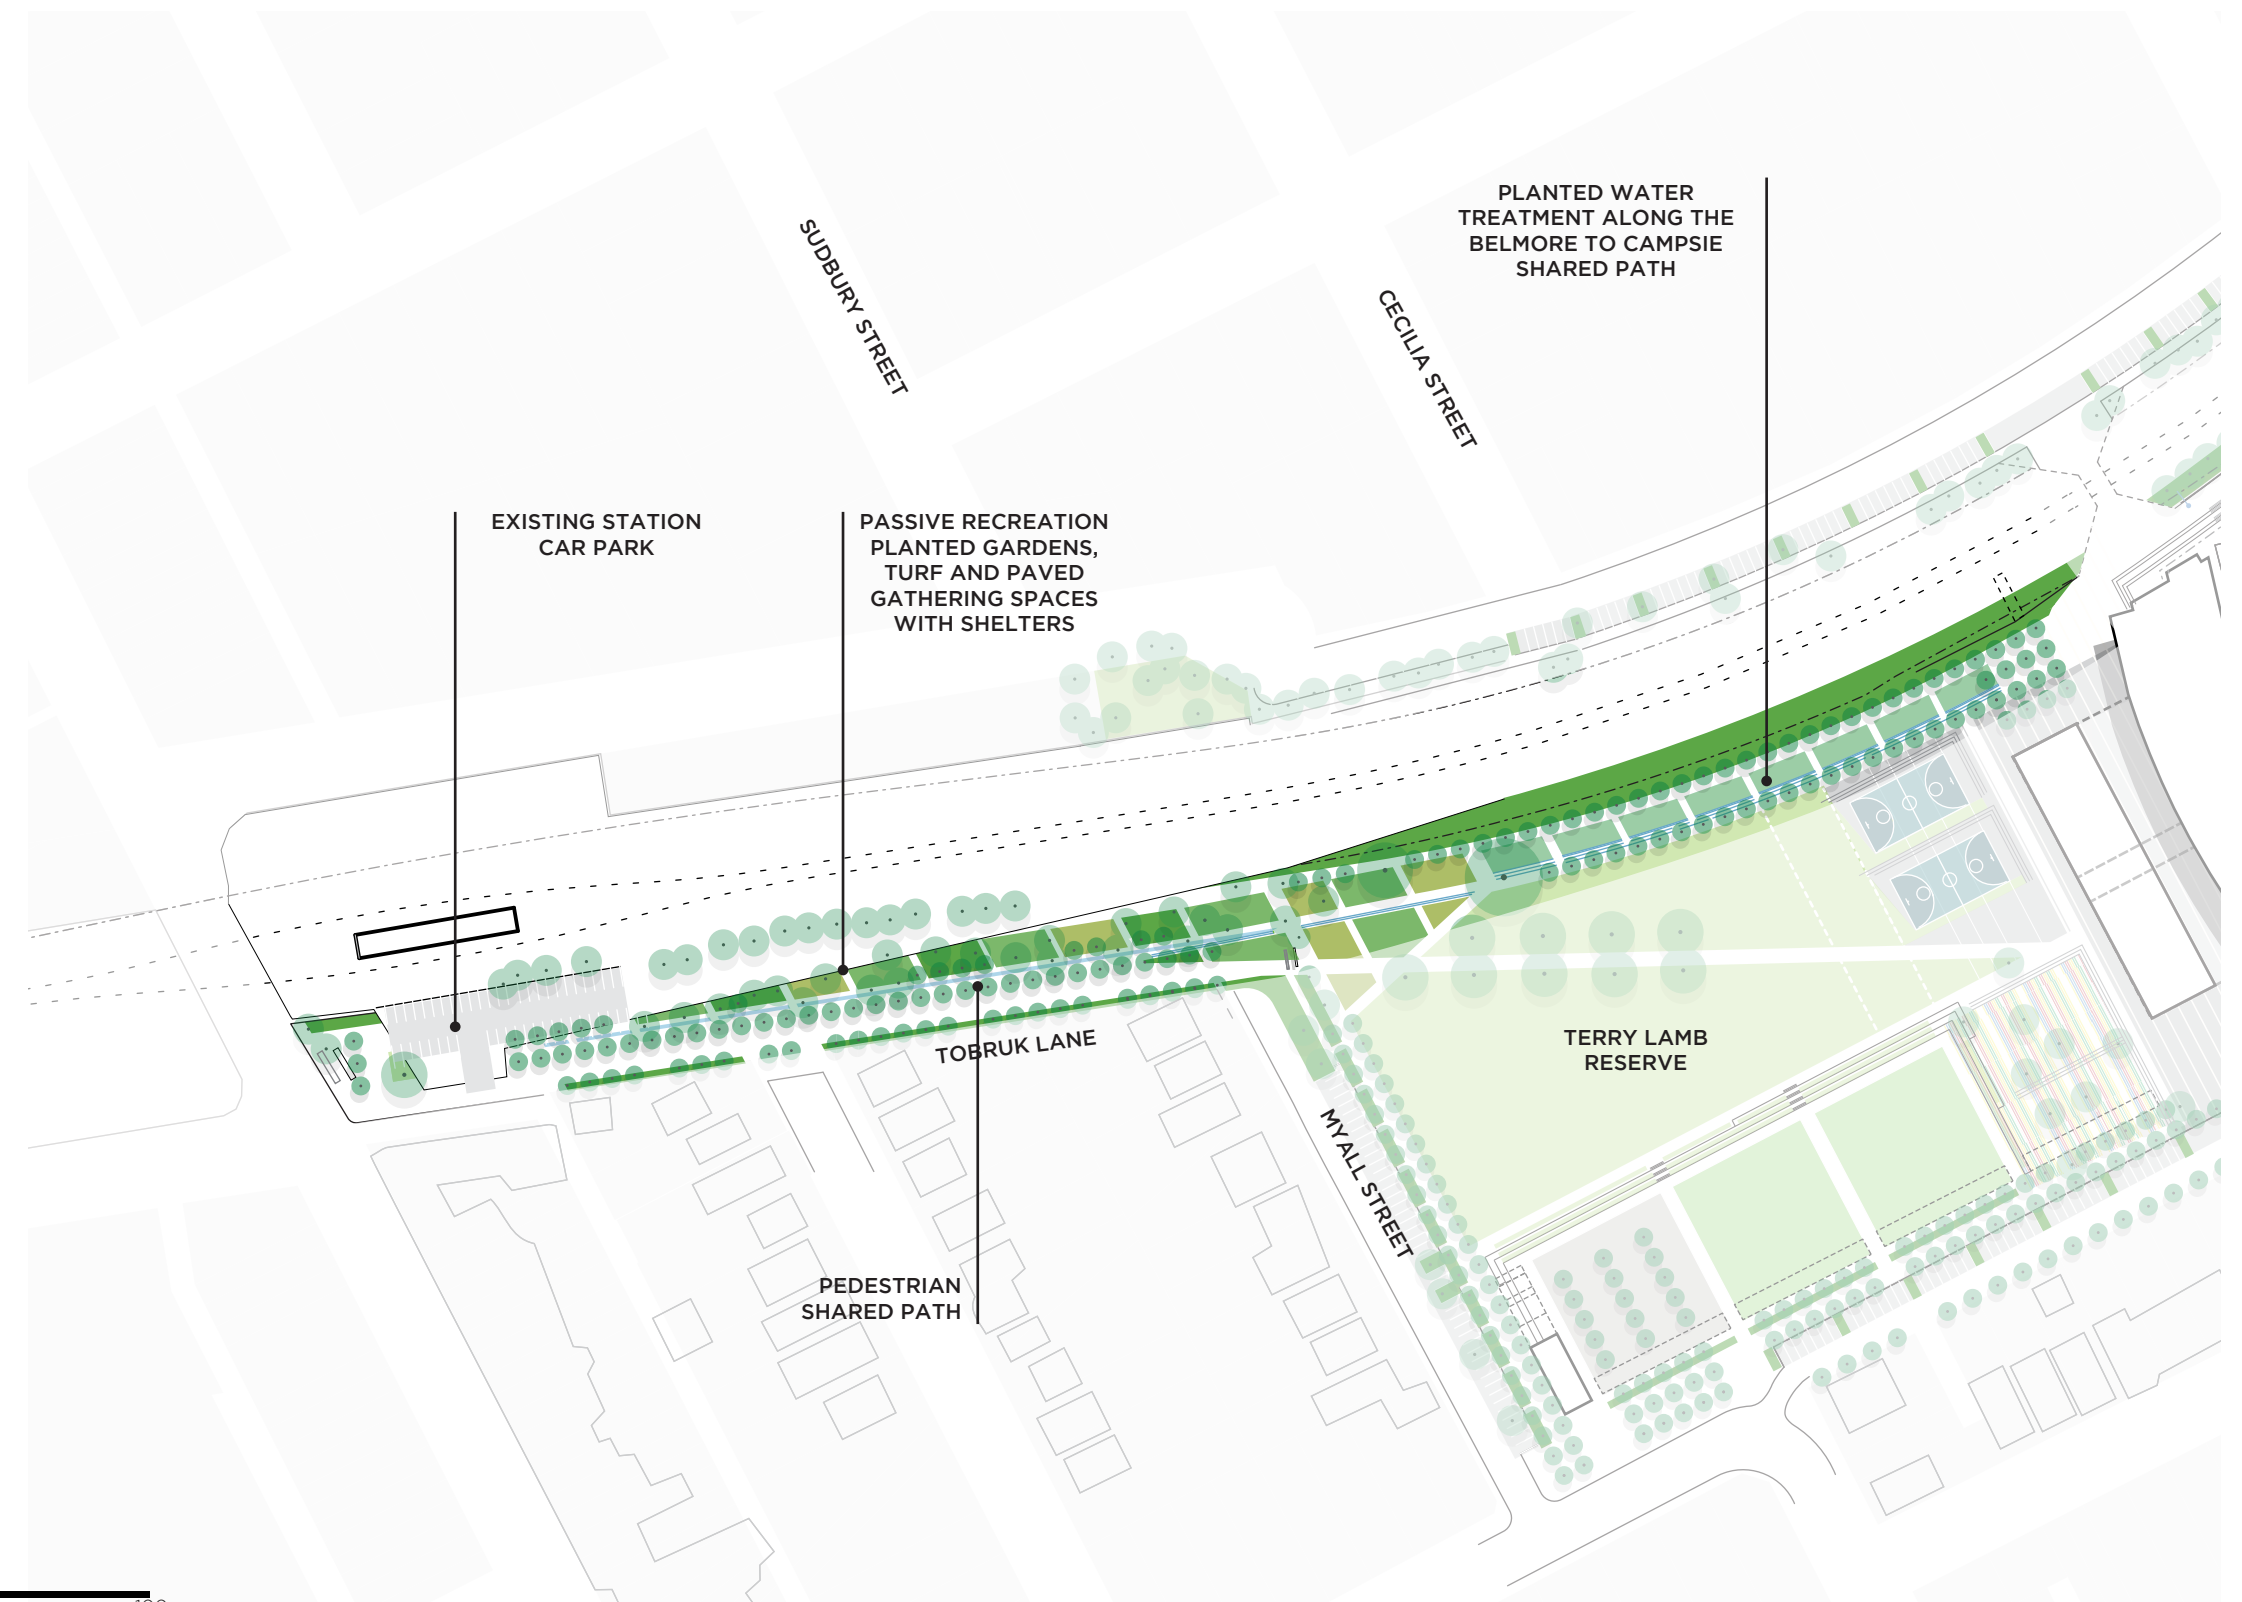 PLANTED WATER
TREATMENT ALONG THE
BELMORE TO CAMPSIE
SHARED PATH
SUDBURY STREET
CECILIA STREET
EXISTING STATION
CAR PARK
PASSIVE RECREATION
PLANTED GARDENS,
TURF AND PAVED
GATHERING SPACES
WITH SHELTERS
TOBRUK LANE
TERRY LAMB
RESERVE
MYALL STREET
PEDESTRIAN
SHARED PATH